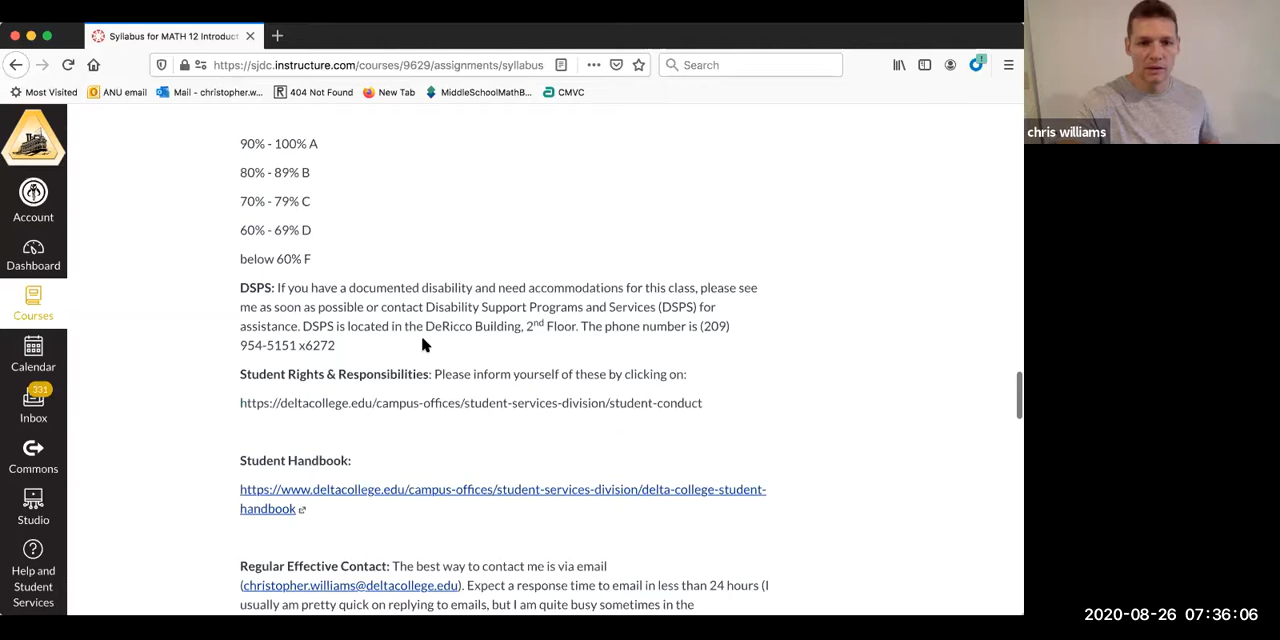 Syllabus for MATH 12 Introduct
https://sjdc.instructure.com/courses/9629/assignments/syllabus
Search
Most Visited
ANU email
Mail - christopher.w...
404 Not Found
New Tab
MiddleSchoolMathB...
CMVC
chris williams
Account
Dashboard
Courses
Calendar
331
Inbox
Commons
Studio
Help and
Student
Services
90% - 100% A
80% - 89% B
70% - 79% C
60% - 69% D
below 60% F
DSPS: If you have a documented disability and need accommodations for this class, please see
me as soon as possible or contact Disability Support Programs and Services (DSPS) for
assistance. DSPS is located in the DeRicco Building, 2nd Floor. The phone number is (209)
954-5151 x6272
Student Rights & Responsibilities: Please inform yourself of these by clicking on:
https://deltacollege.edu/campus-offices/student-services-division/student-conduct
Student Handbook:
https://www.deltacollege.edu/campus-offices/student-services-division/delta-college-student-
handbook
Regular Effective Contact: The best way to contact me is via email
(christopher.williams@deltacollege.edu). Expect a response time to email in less than 24 hours (I
usually am pretty quick on replying to emails, but I am quite busy sometimes in the
2020-08-26 07:36:06